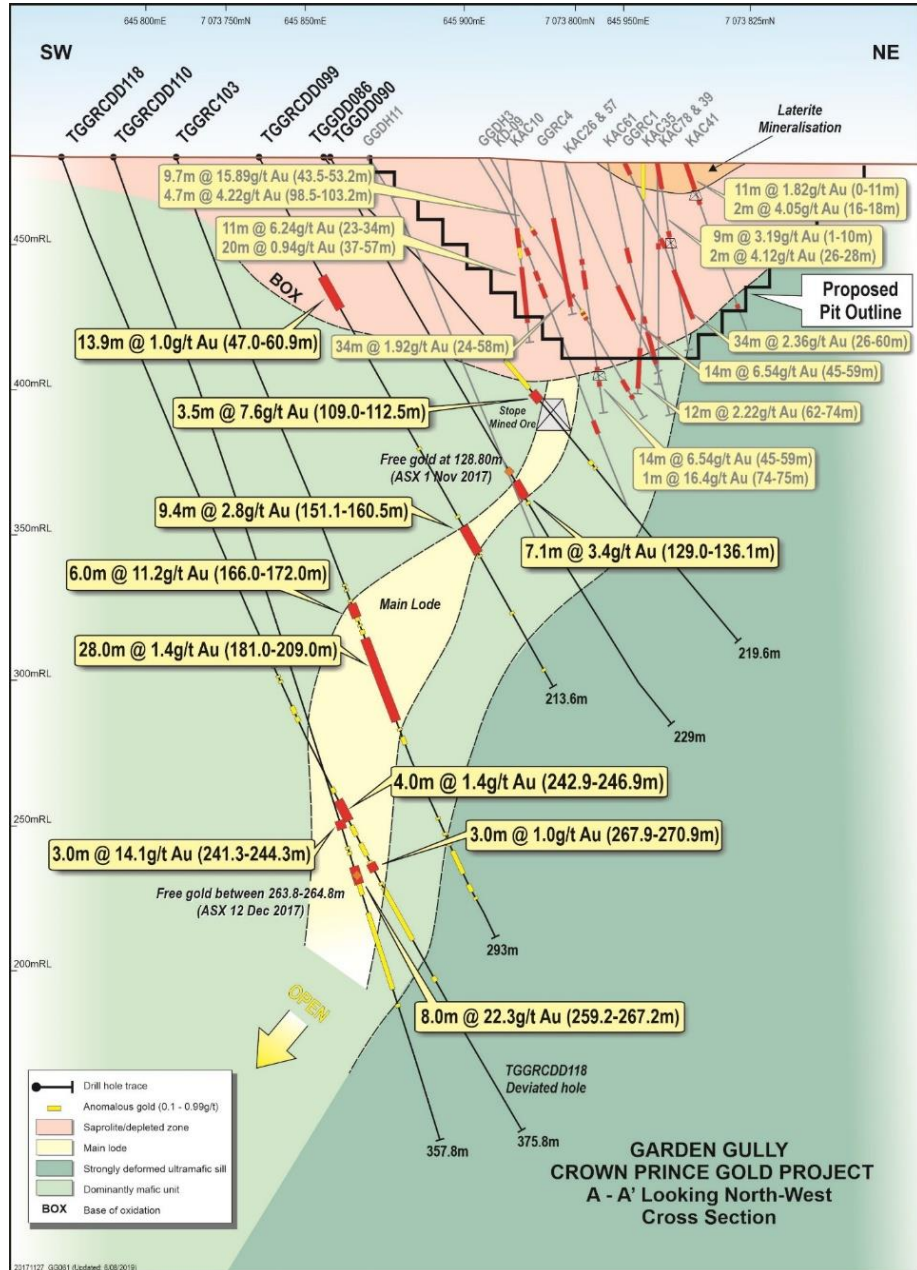 645 800mE
7 073 750mN
645 850mE
645 900mE
7 073 800mN
645 950mE
7 073 825mN
SW
NE
TGGRCDD118
TGGRCDD110
TGGRC103
TGGRCDD099
TGGDD086
TGGDD090
GGDH11
GGDH3
KD-09
KAC10
GGRC4
KAC26 & 57
KAC61
GGRC1
KAC35
KAC78 & 39
KAC41
Laterite
Mineralisation
9.7m @ 15.89g/t Au (43.5-53.2m)
4.7m @ 4.22g/t Au (98.5-103.2m)
11m @ 1.82g/t Au (0-11m)
2m @ 4.05g/t Au (16-18m)
11m @ 6.24g/t Au (23-34m)
20m @ 0.94g/t Au (37-57m)
9m @ 3.19g/t Au (1-10m)
2m @ 4.12g/t Au (26-28m)
450mRL
BOX
Proposed
Pit Outline
13.9m @ 1.0g/t Au (47.0-60.9m)
34m @ 1.92g/t Au (24-58m)
34m @ 2.36g/t Au (26-60m)
14m @ 6.54g/t Au (45-59m)
400mRL
3.5m @ 7.6g/t Au (109.0-112.5m)
Stope
Mined Ore
12m @ 2.22g/t Au (62-74m)
Free gold at 128.80m
(ASX 1 Nov 2017)
14m @ 6.54g/t Au (45-59m)
1m @ 16.4g/t Au (74-75m)
9.4m @ 2.8g/t Au (151.1-160.5m)
350mRL
7.1m @ 3.4g/t Au (129.0-136.1m)
6.0m @ 11.2g/t Au (166.0-172.0m)
Main Lode
28.0m @ 1.4g/t Au (181.0-209.0m)
219.6m
300mRL
213.6m
229m
4.0m @ 1.4g/t Au (242.9-246.9m)
250mRL
3.0m @ 1.0g/t Au (267.9-270.9m)
3.0m @ 14.1g/t Au (241.3-244.3m)
Free gold between 263.8-264.8m
(ASX 12 Dec 2017)
293m
200mRL
OPEN
8.0m @ 22.3g/t Au (259.2-267.2m)
TGGRCDD118
Deviated hole
LEGEND
Drill hole trace
Anomalous gold (0.1 - 0.99g/t)
Saprolite/depleted zone
Main lode
Strongly deformed ultramafic sill
Dominantly mafic unit
BOX Base of oxidation
357.8m
375.8m
GARDEN GULLY
CROWN PRINCE GOLD PROJECT
A - A' Looking North-West
Cross Section
20171127_GG061 (Updated: 6/08/2019)